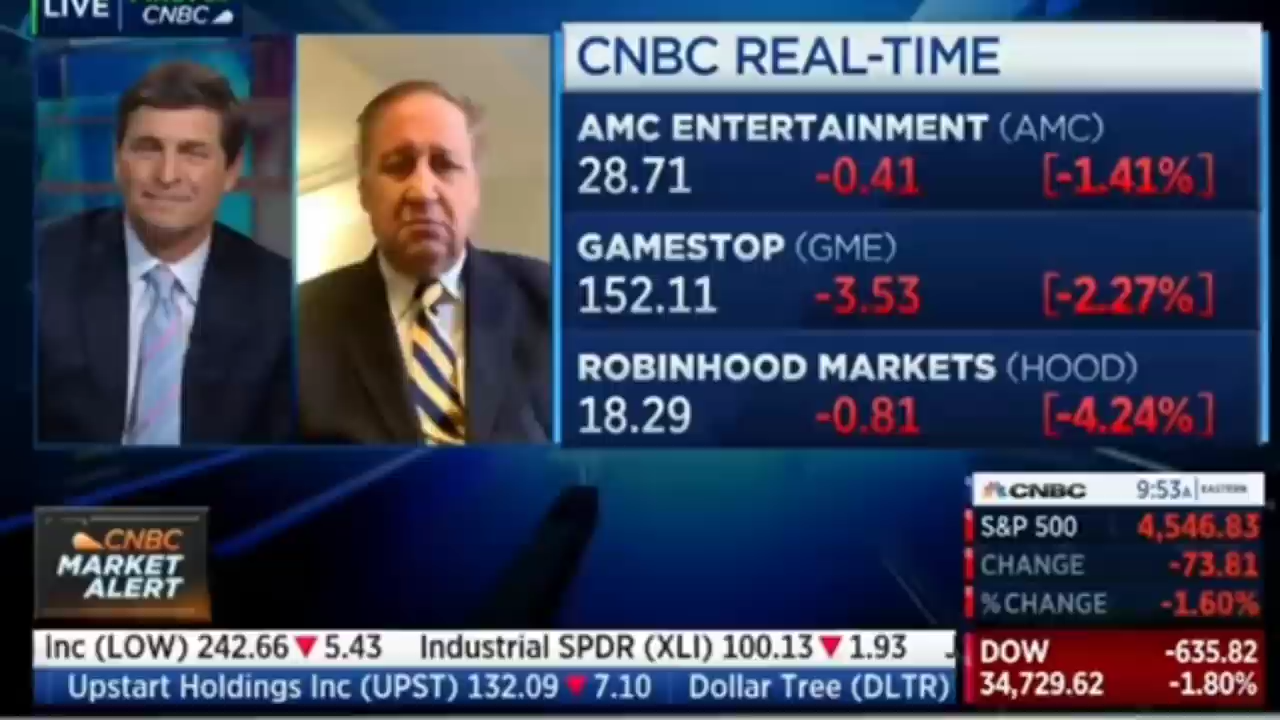 LIVE
CNBC
CNBC REAL-TIME
AMC ENTERTAINMENT (AMC)
28.71 -0.41 [-1.41%]
GAMESTOP (GME)
152.11 -3.53 [-2.27%]
ROBINHOOD MARKETS (HOOD)
18.29 -0.81 [-4.24%]
CNBC
MARKET
ALERT
CNBC 9:53A EASTERN
S&P 500 4,546.83
CHANGE -73.81
%CHANGE -1.60%
DOW -635.82
34,729.62 -1.80%
Inc (LOW) 242.66 ▼ 5.43 Industrial SPDR (XLI) 100.13 ▼ 1.93
Upstart Holdings Inc (UPST) 132.09 ▼ 7.10 Dollar Tree (DLTR)